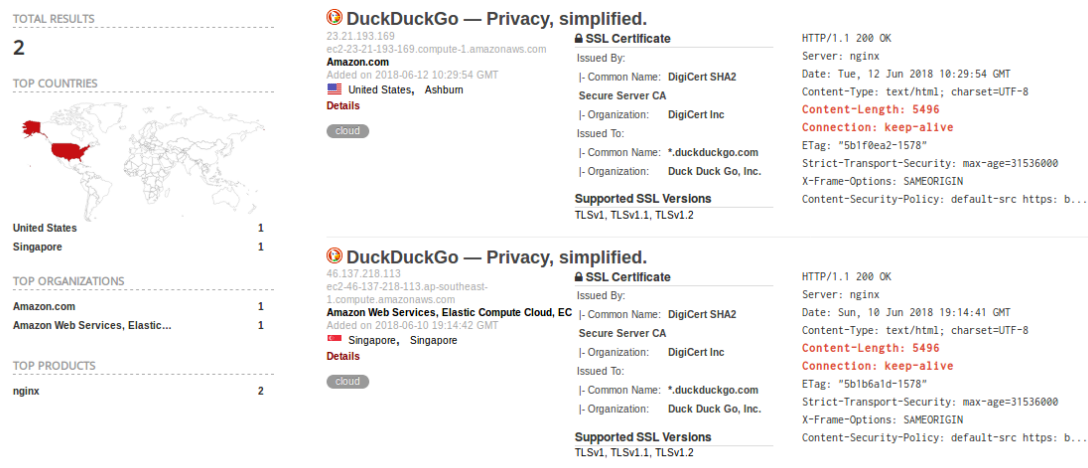 TOTAL RESULTS
2
TOP COUNTRIES
United States 1
Singapore 1
TOP ORGANIZATIONS
Amazon.com 1
Amazon Web Services, Elastic... 1
TOP PRODUCTS
nginx 2
DuckDuckGo — Privacy, simplified.
23.21.193.169
ec2-23-21-193-169.compute-1.amazonaws.com
Amazon.com
Added on 2018-06-12 10:29:54 GMT
United States, Ashburn
Details
cloud
SSL Certificate
Issued By:
|- Common Name: DigiCert SHA2
Secure Server CA
|- Organization: DigiCert Inc
Issued To:
|- Common Name: *.duckduckgo.com
|- Organization: Duck Duck Go, Inc.
Supported SSL Versions
TLSv1, TLSv1.1, TLSv1.2
HTTP/1.1 200 OK
Server: nginx
Date: Tue, 12 Jun 2018 10:29:54 GMT
Content-Type: text/html; charset=UTF-8
Content-Length: 5496
Connection: keep-alive
ETag: "5b1f0ea2-1578"
Strict-Transport-Security: max-age=31536000
X-Frame-Options: SAMEORIGIN
Content-Security-Policy: default-src https: b...
DuckDuckGo — Privacy, simplified.
46.137.218.113
ec2-46-137-218-113.ap-southeast-
1.compute.amazonaws.com
Amazon Web Services, Elastic Compute Cloud, EC
Added on 2018-06-10 19:14:42 GMT
Singapore, Singapore
Details
cloud
SSL Certificate
Issued By:
|- Common Name: DigiCert SHA2
Secure Server CA
|- Organization: DigiCert Inc
Issued To:
|- Common Name: *.duckduckgo.com
|- Organization: Duck Duck Go, Inc.
Supported SSL Versions
TLSv1, TLSv1.1, TLSv1.2
HTTP/1.1 200 OK
Server: nginx
Date: Sun, 10 Jun 2018 19:14:41 GMT
Content-Type: text/html; charset=UTF-8
Content-Length: 5496
Connection: keep-alive
ETag: "5b1b6a1d-1578"
Strict-Transport-Security: max-age=31536000
X-Frame-Options: SAMEORIGIN
Content-Security-Policy: default-src https: b...